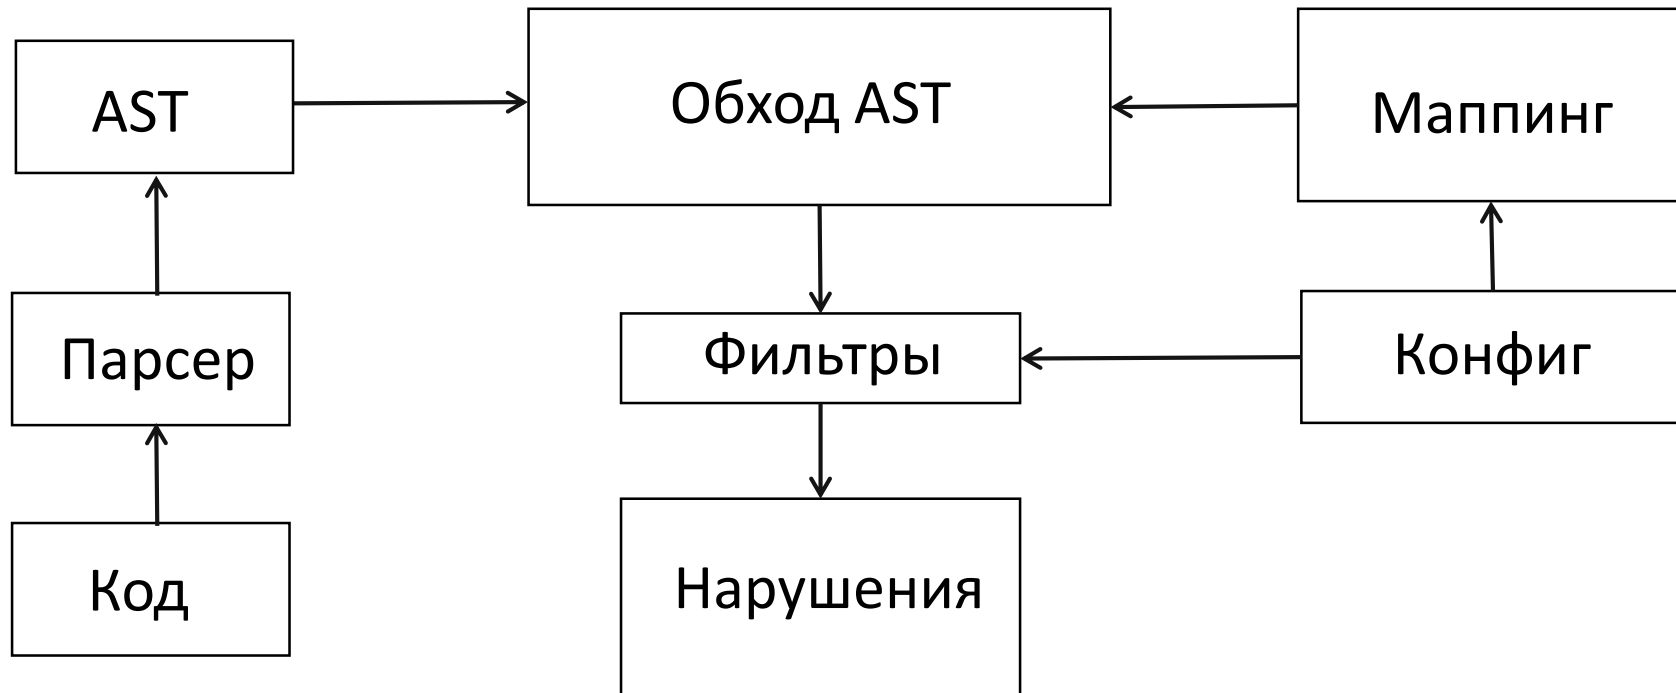 AST
Обход AST
Маппинг
Парсер
Фильтры
Конфиг
Код
Нарушения